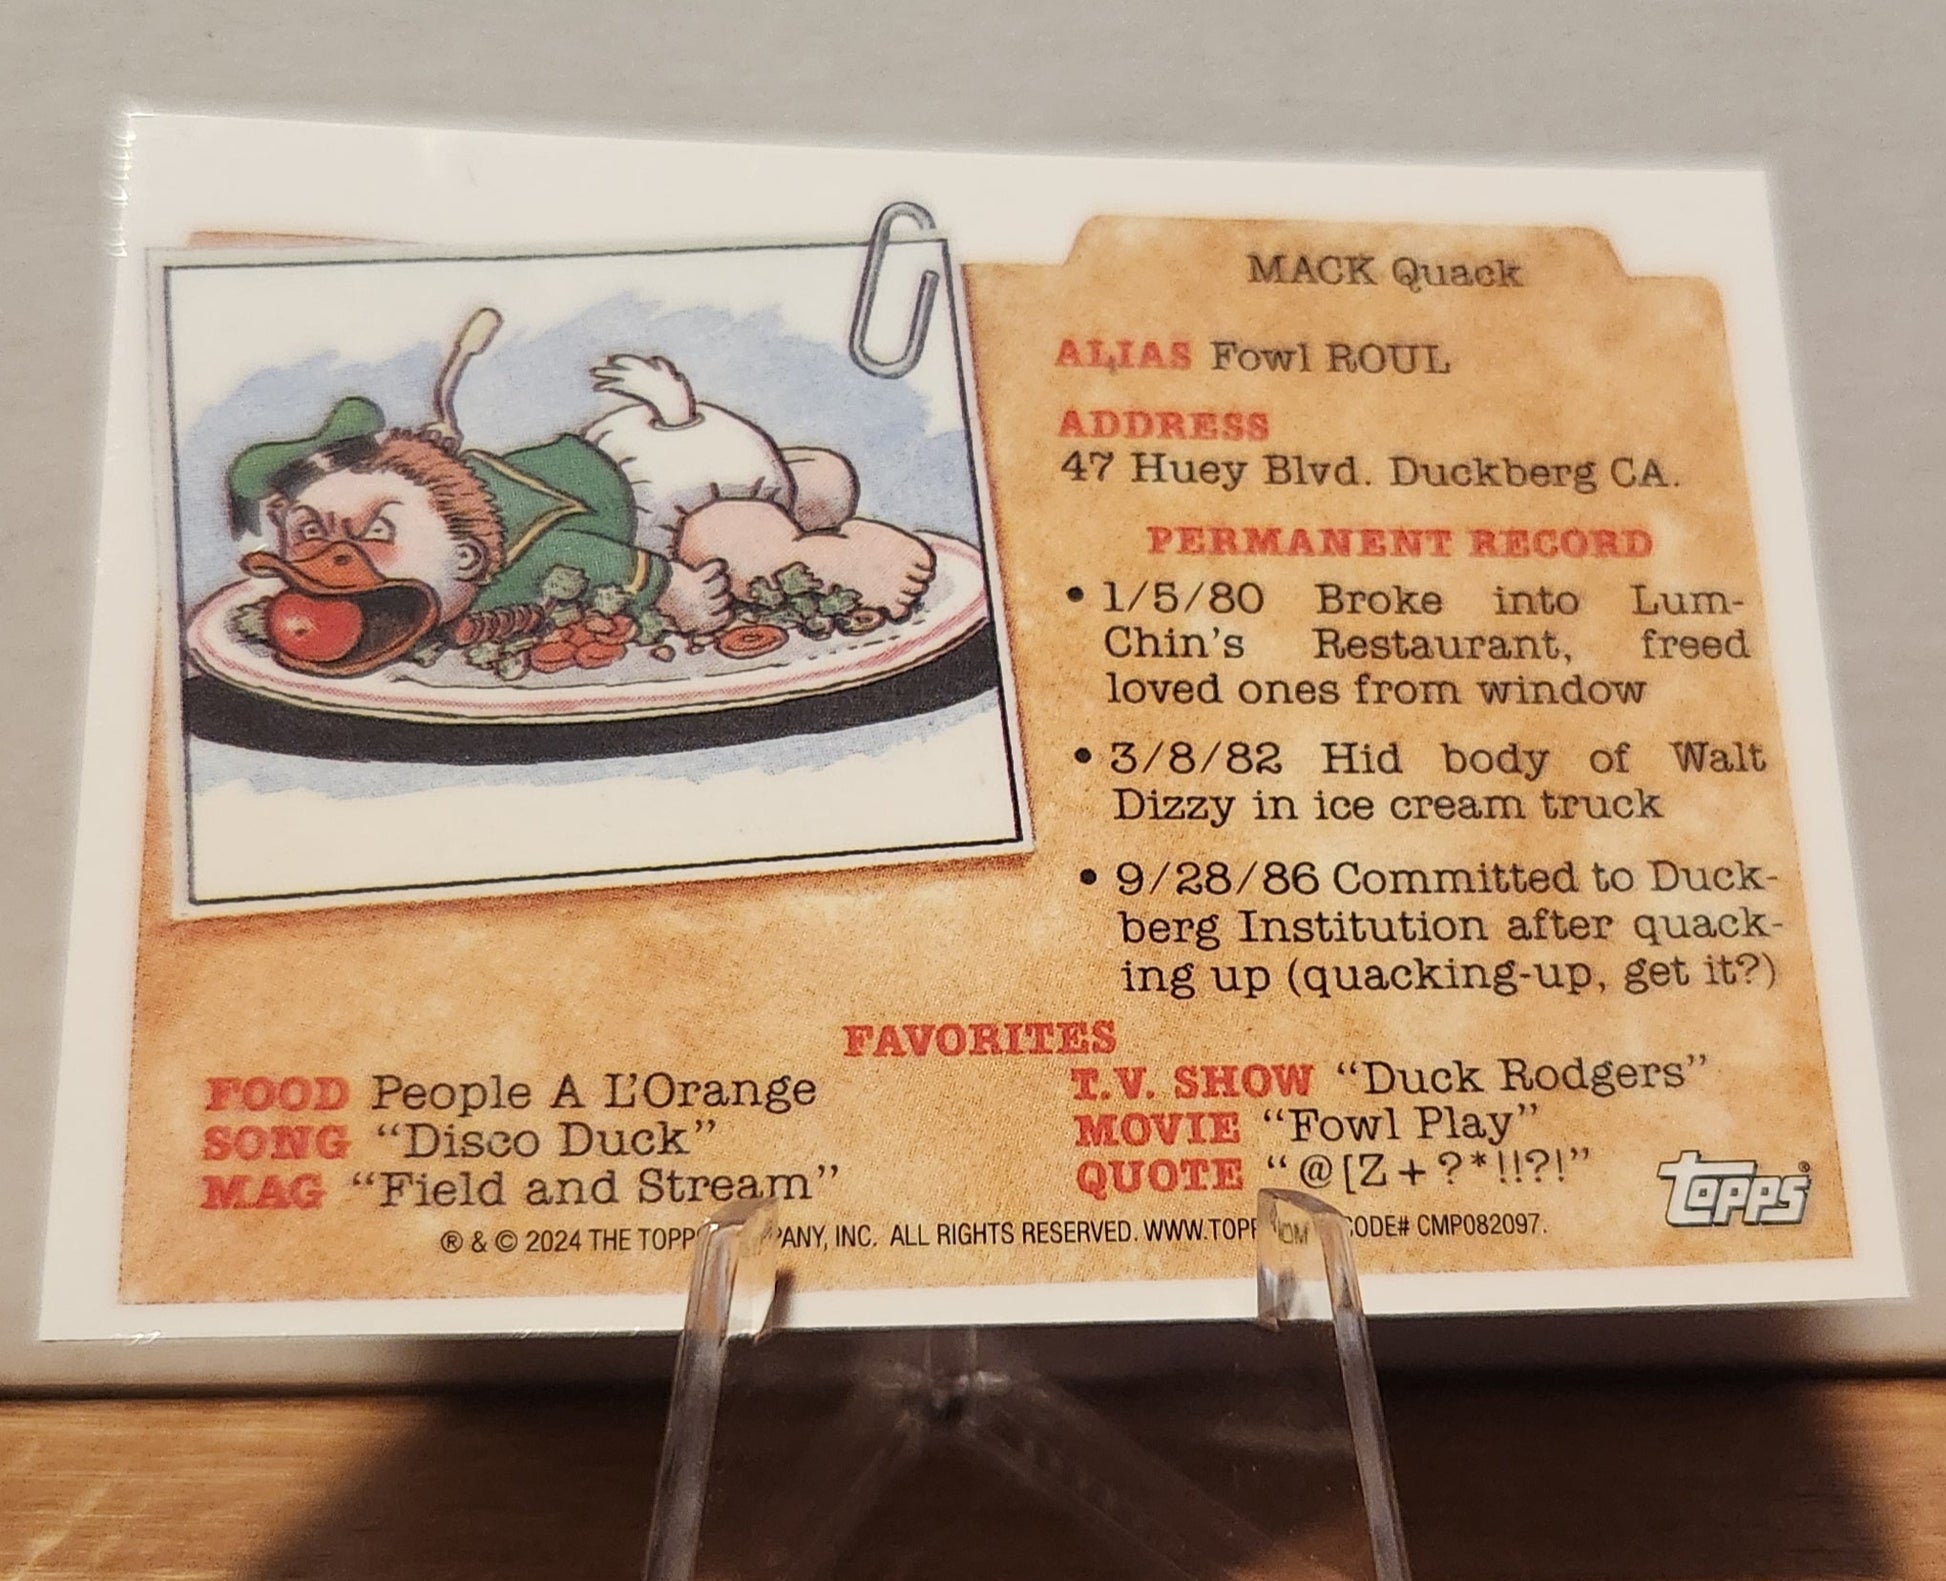 MACK Quack
ALIAS Fowl ROUL
ADDRESS
47 Huey Blvd. Duckberg CA.
PERMANENT RECORD
• 1/5/80 Broke into Lum-
Chin's Restaurant, freed
loved ones from window
• 3/8/82 Hid body of Walt
Dizzy in ice cream truck
• 9/28/86 Committed to Duck-
berg Institution after quack-
ing up (quacking-up, get it?)
FAVORITES
FOOD People A L'Orange
SONG "Disco Duck"
MAG "Field and Stream"
T.V. SHOW "Duck Rodgers"
MOVIE "Fowl Play"
QUOTE "@[Z+?*!!?!"
topps®
® & © 2024 THE TOPP PANY, INC. ALL RIGHTS RESERVED. WWW.TOPP OM CODE# CMP082097.